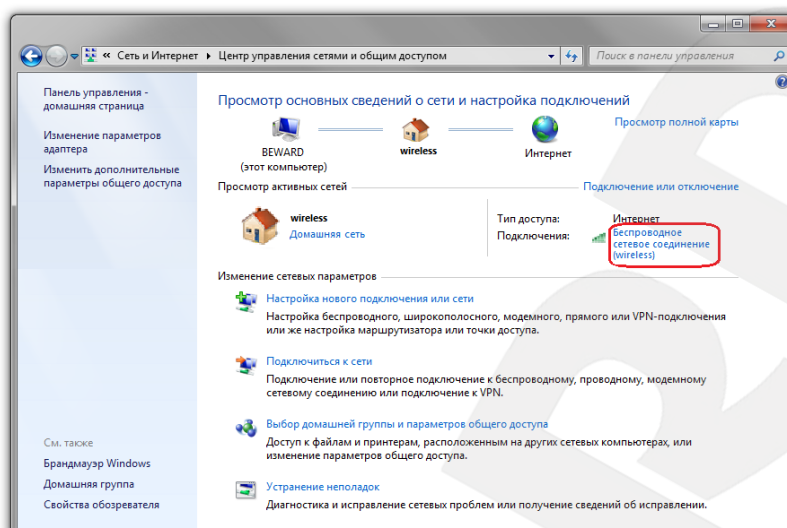 « Сеть и Интернет ▸ Центр управления сетями и общим доступом
Поиск в панели управления
Панель управления -
домашняя страница
Изменение параметров
адаптера
Изменить дополнительные
параметры общего доступа
Просмотр основных сведений о сети и настройка подключений
Просмотр полной карты
BEWARD
(этот компьютер)
wireless
Интернет
Просмотр активных сетей
Подключение или отключение
wireless
Домашняя сеть
Тип доступа: Интернет
Подключения: Беспроводное
сетевое соединение
(wireless)
Изменение сетевых параметров
Настройка нового подключения или сети
Настройка беспроводного, широкополосного, модемного, прямого или VPN-подключения
или же настройка маршрутизатора или точки доступа.
Подключиться к сети
Подключение или повторное подключение к беспроводному, проводному, модемному
сетевому соединению или подключение к VPN.
Выбор домашней группы и параметров общего доступа
Доступ к файлам и принтерам, расположенным на других сетевых компьютерах, или
изменение параметров общего доступа.
Устранение неполадок
Диагностика и исправление сетевых проблем или получение сведений об исправлении.
См. также
Брандмауэр Windows
Домашняя группа
Свойства обозревателя